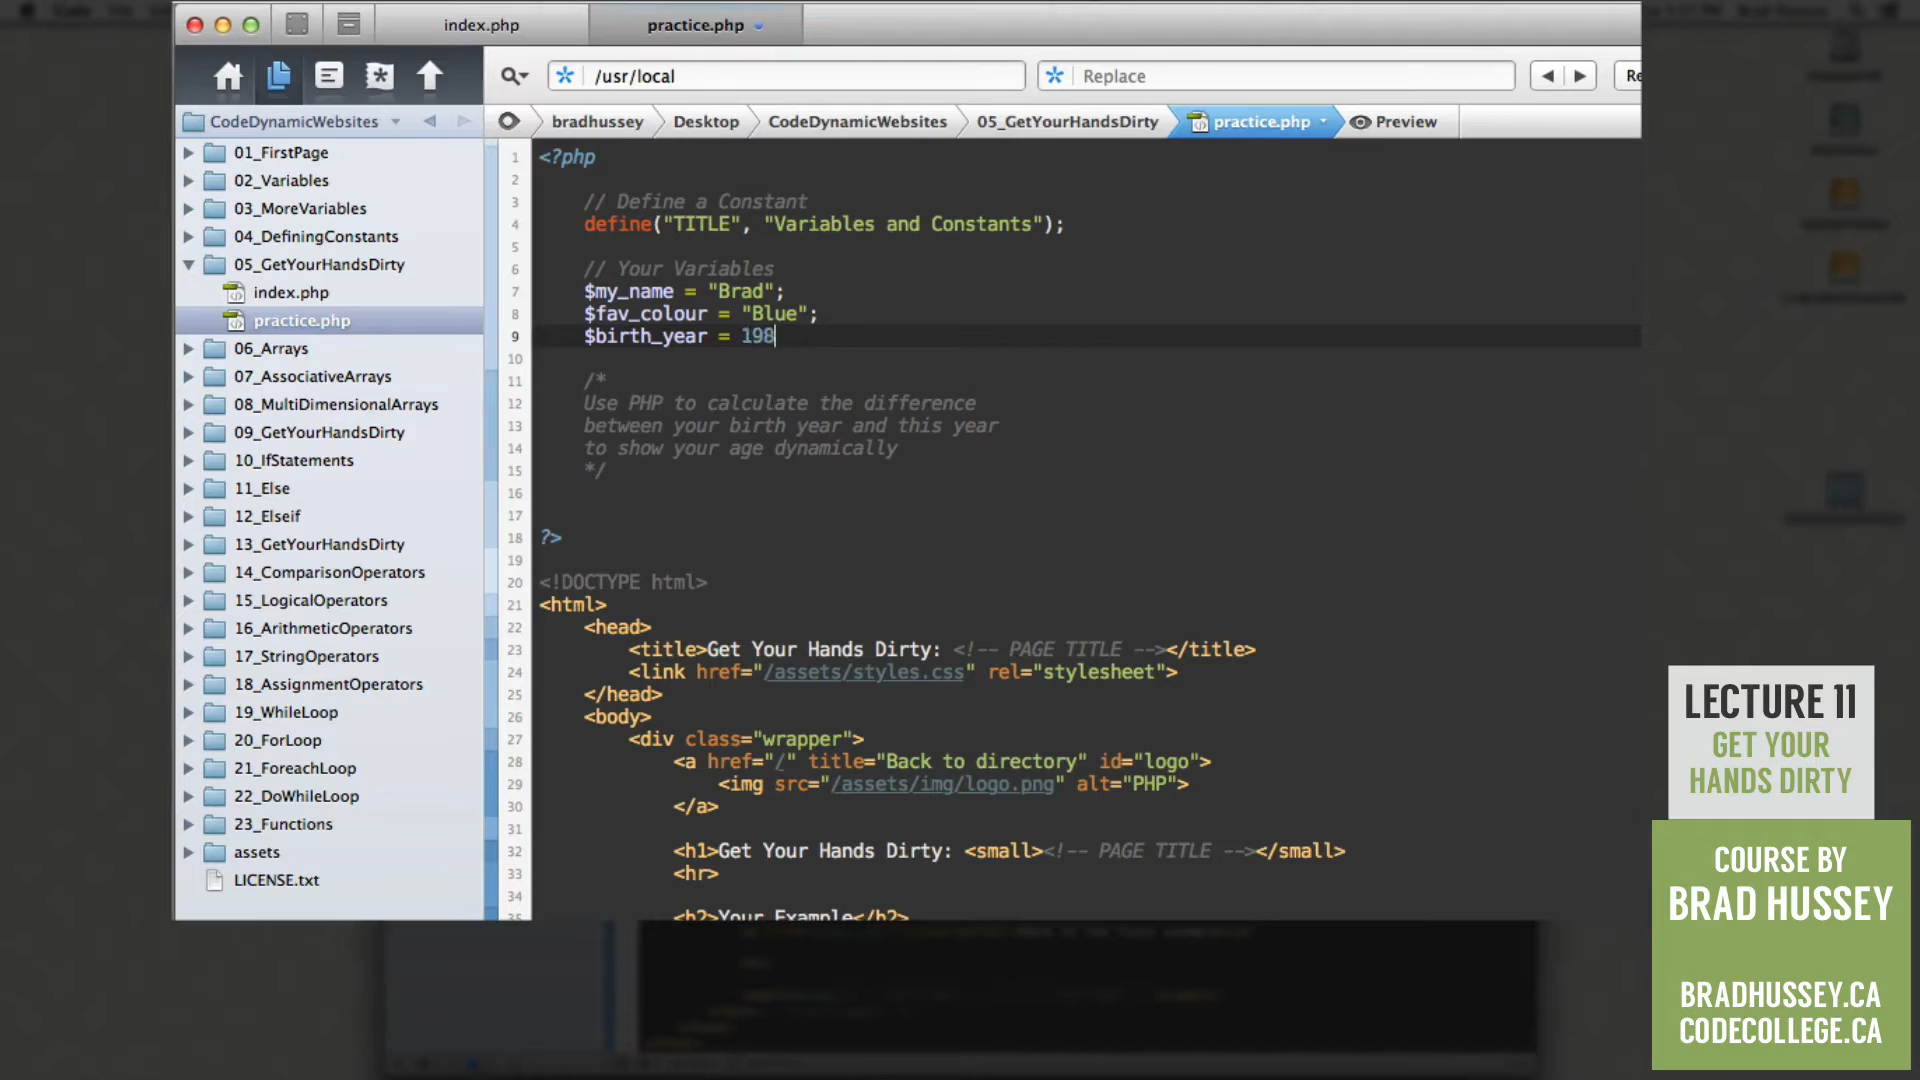 index.php
practice.php
/usr/local
Replace
Re
CodeDynamicWebsites
bradhussey
Desktop
CodeDynamicWebsites
05_GetYourHandsDirty
practice.php
Preview
01_FirstPage
02_Variables
03_MoreVariables
04_DefiningConstants
05_GetYourHandsDirty
index.php
practice.php
06_Arrays
07_AssociativeArrays
08_MultiDimensionalArrays
09_GetYourHandsDirty
10_IfStatements
11_Else
12_Elseif
13_GetYourHandsDirty
14_ComparisonOperators
15_LogicalOperators
16_ArithmeticOperators
17_StringOperators
18_AssignmentOperators
19_WhileLoop
20_ForLoop
21_ForeachLoop
22_DoWhileLoop
23_Functions
assets
LICENSE.txt
1 <?php
2
3 // Define a Constant
4 define("TITLE", "Variables and Constants");
5
6 // Your Variables
7 $my_name = "Brad";
8 $fav_colour = "Blue";
9 $birth_year = 198
10
11 /*
12 Use PHP to calculate the difference
13 between your birth year and this year
14 to show your age dynamically
15 */
16
17
18 ?>
19
20 <!DOCTYPE html>
21 <html>
22 <head>
23 <title>Get Your Hands Dirty: <!-- PAGE TITLE --></title>
24 <link href="/assets/styles.css" rel="stylesheet">
25 </head>
26 <body>
27 <div class="wrapper">
28 <a href="/" title="Back to directory" id="logo">
29 <img src="/assets/img/logo.png" alt="PHP">
30 </a>
31
32 <h1>Get Your Hands Dirty: <small><!-- PAGE TITLE --></small>
33 <hr>
34
35 <h2>Your Example</h2>
LECTURE 11
GET YOUR
HANDS DIRTY
COURSE BY
BRAD HUSSEY
BRADHUSSEY.CA
CODECOLLEGE.CA